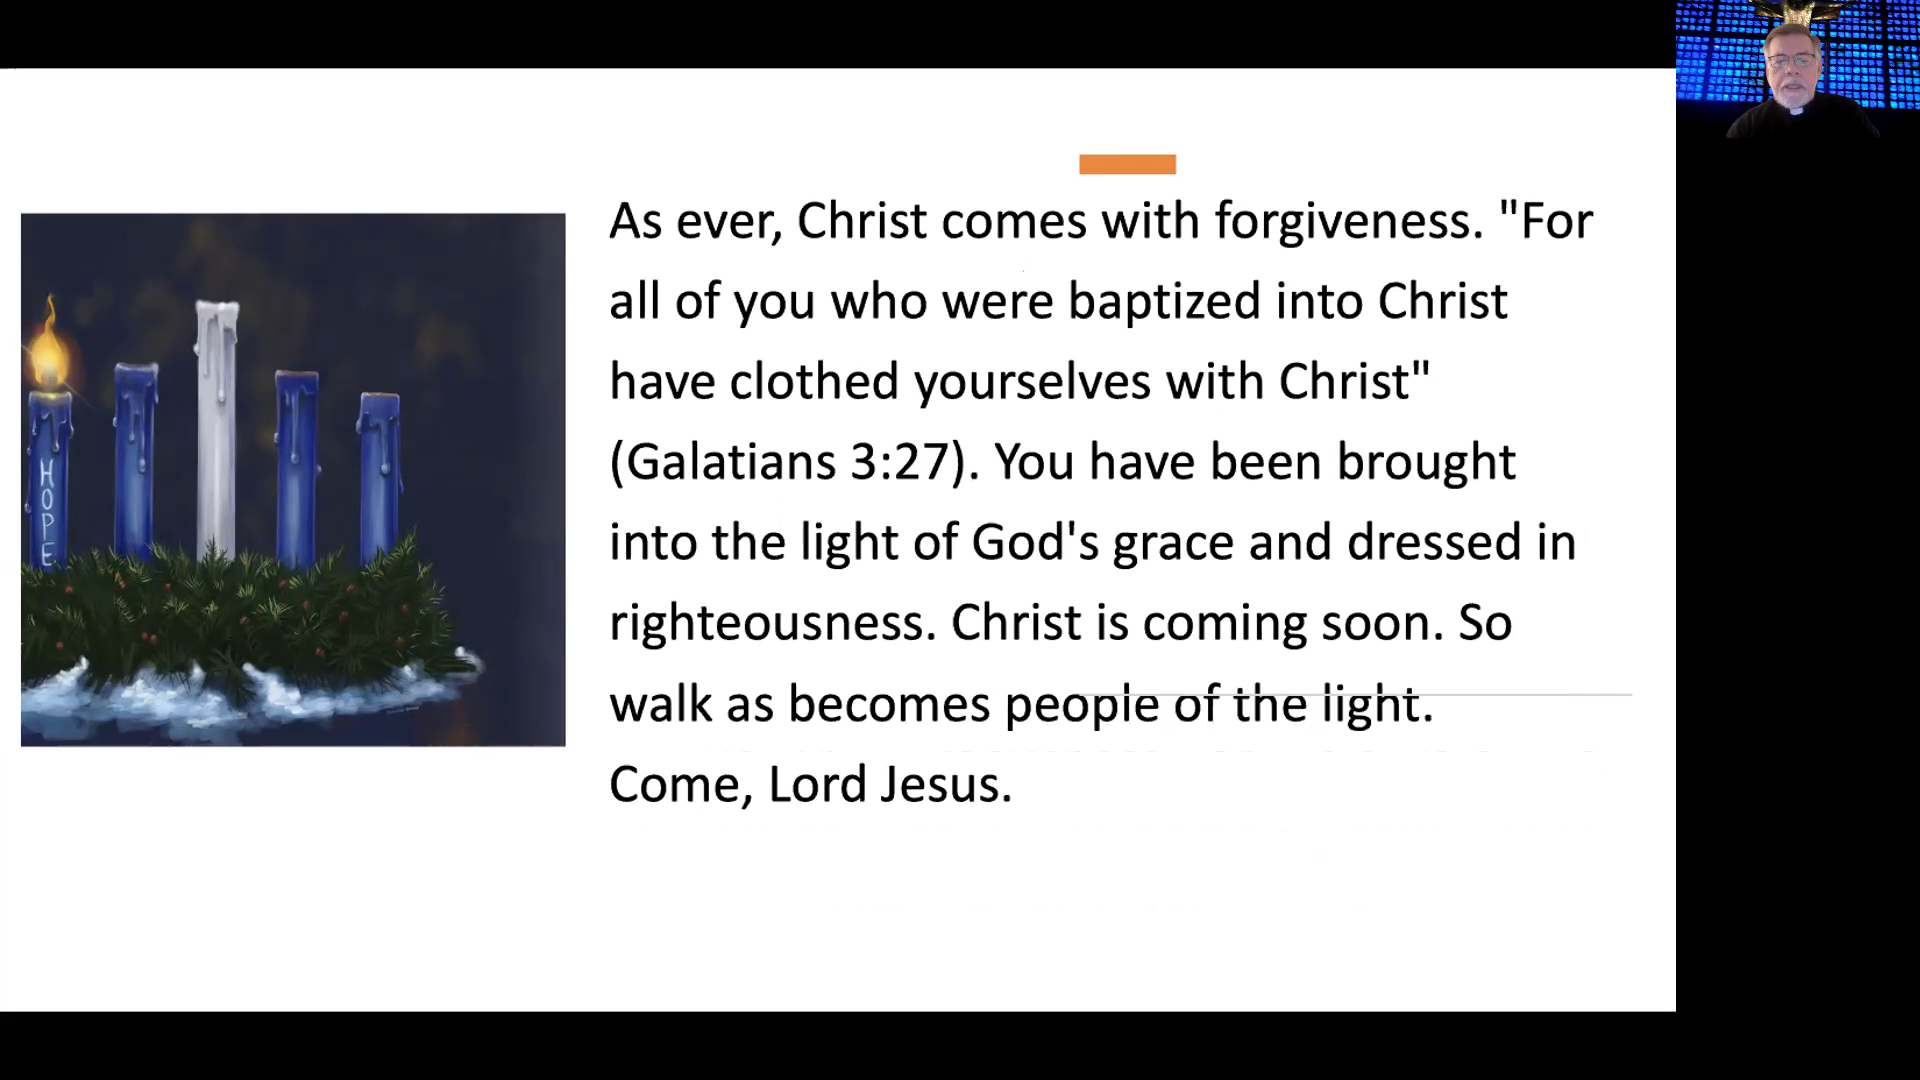 As ever, Christ comes with forgiveness. "For
all of you who were baptized into Christ
have clothed yourselves with Christ"
(Galatians 3:27). You have been brought
into the light of God's grace and dressed in
righteousness. Christ is coming soon. So
walk as becomes people of the light.
Come, Lord Jesus.
HOPE